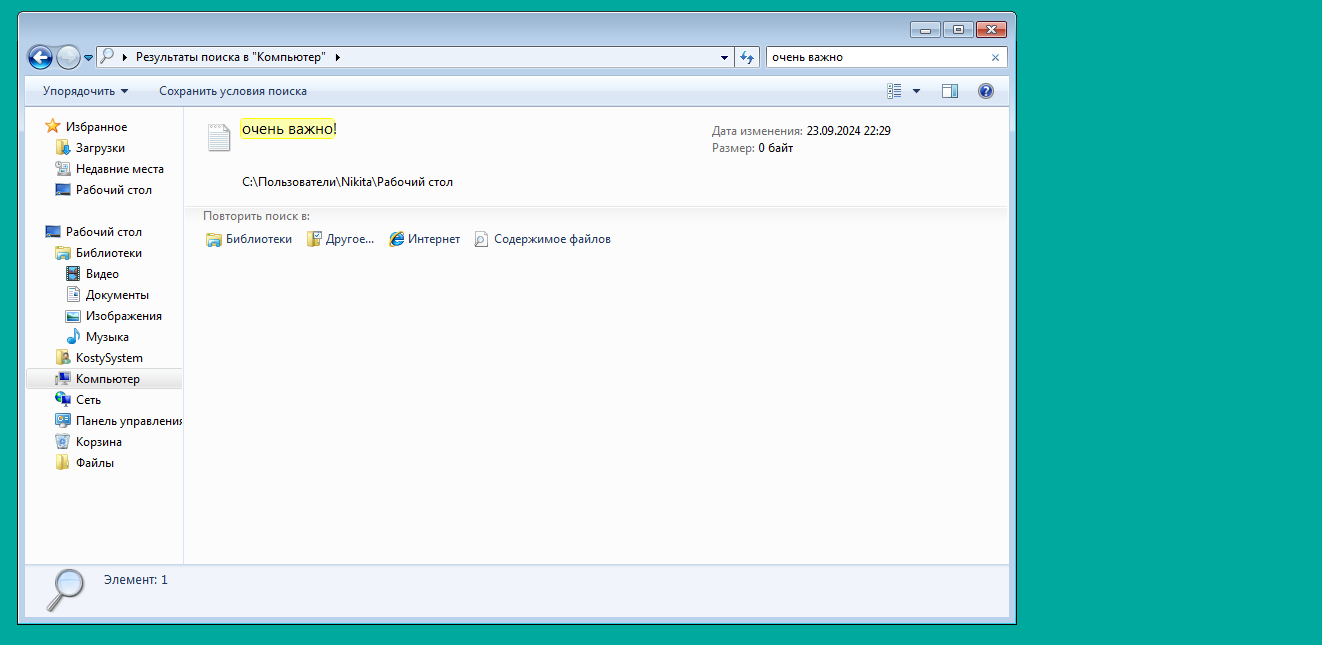 Результаты поиска в "Компьютер"
очень важно
Упорядочить
Сохранить условия поиска
Избранное
Загрузки
Недавние места
Рабочий стол
Рабочий стол
Библиотеки
Видео
Документы
Изображения
Музыка
KostySystem
Компьютер
Сеть
Панель управления
Корзина
Файлы
очень важно!
Дата изменения: 23.09.2024 22:29
Размер: 0 байт
C:\Пользователи\Nikita\Рабочий стол
Повторить поиск в:
Библиотеки Другое... Интернет Содержимое файлов
Элемент: 1